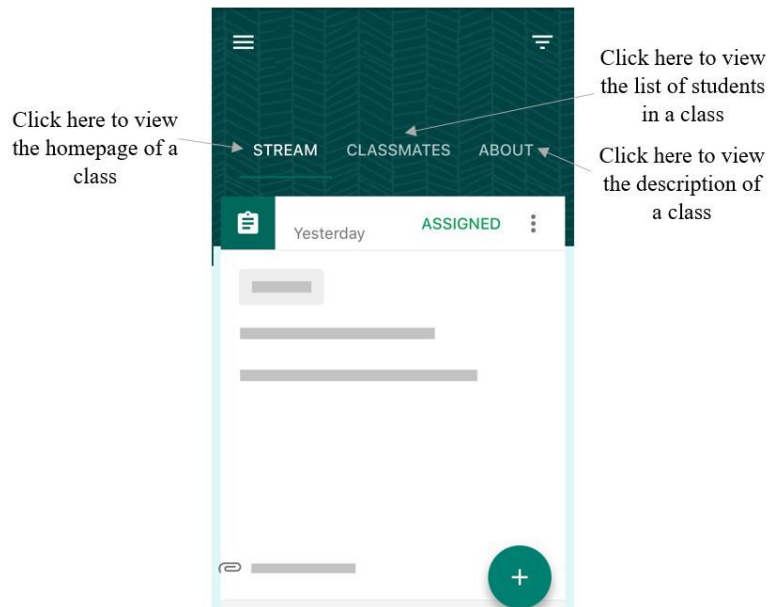 Click here to view
the homepage of a
class
STREAM CLASSMATES ABOUT
Click here to view
the list of students
in a class
Click here to view
the description of
a class
Yesterday ASSIGNED